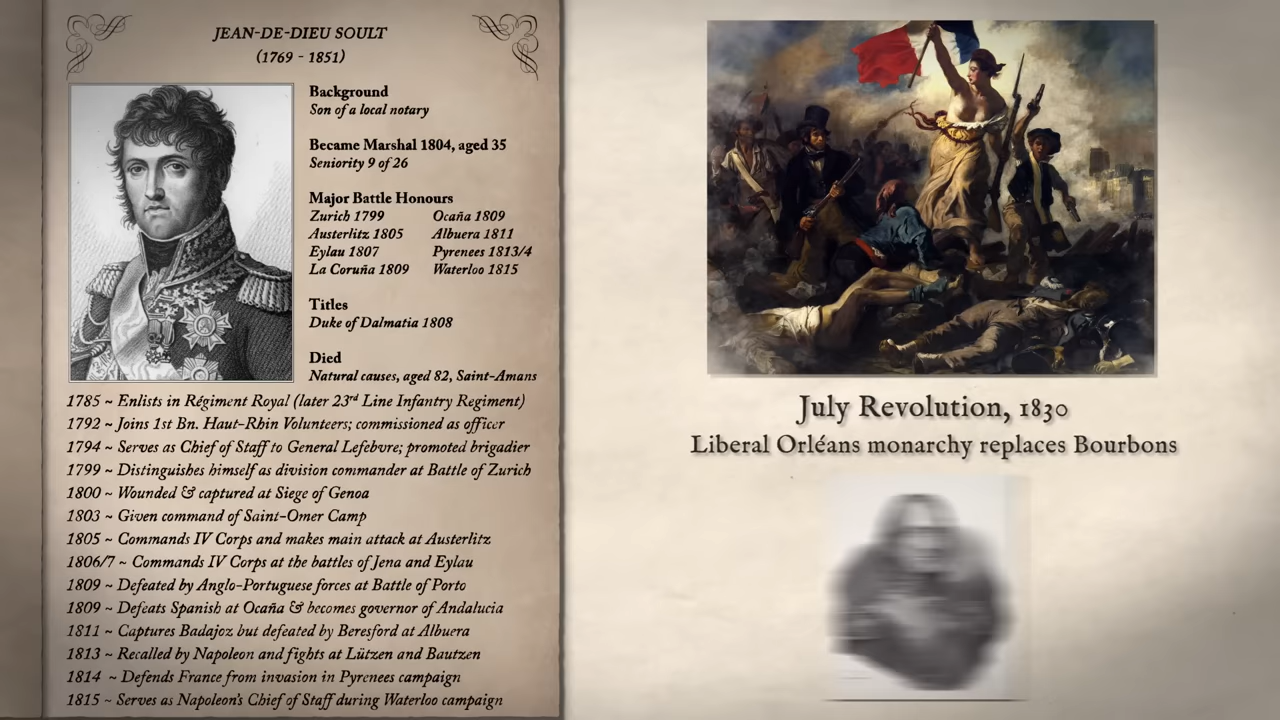 JEAN-DE-DIEU SOULT
(1769 - 1851)
Background
Son of a local notary
Became Marshal 1804, aged 35
Seniority 9 of 26
Major Battle Honours
Zurich 1799 Ocaña 1809
Austerlitz 1805 Albuera 1811
Eylau 1807 Pyrenees 1813/4
La Coruña 1809 Waterloo 1815
Titles
Duke of Dalmatia 1808
Died
Natural causes, aged 82, Saint-Amans
1785 ~ Enlists in Régiment Royal (later 23rd Line Infantry Regiment)
1792 ~ Joins 1st Bn. Haut-Rhin Volunteers; commissioned as officer
1794 ~ Serves as Chief of Staff to General Lefebvre; promoted brigadier
1799 ~ Distinguishes himself as division commander at Battle of Zurich
1800 ~ Wounded & captured at Siege of Genoa
1803 ~ Given command of Saint-Omer Camp
1805 ~ Commands IV Corps and makes main attack at Austerlitz
1806/7 ~ Commands IV Corps at the battles of Jena and Eylau
1809 ~ Defeated by Anglo-Portuguese forces at Battle of Porto
1809 ~ Defeats Spanish at Ocaña & becomes governor of Andalucia
1811 ~ Captures Badajoz but defeated by Beresford at Albuera
1813 ~ Recalled by Napoleon and fights at Lützen and Bautzen
1814 ~ Defends France from invasion in Pyrenees campaign
1815 ~ Serves as Napoleon's Chief of Staff during Waterloo campaign
July Revolution, 1830
Liberal Orléans monarchy replaces Bourbons